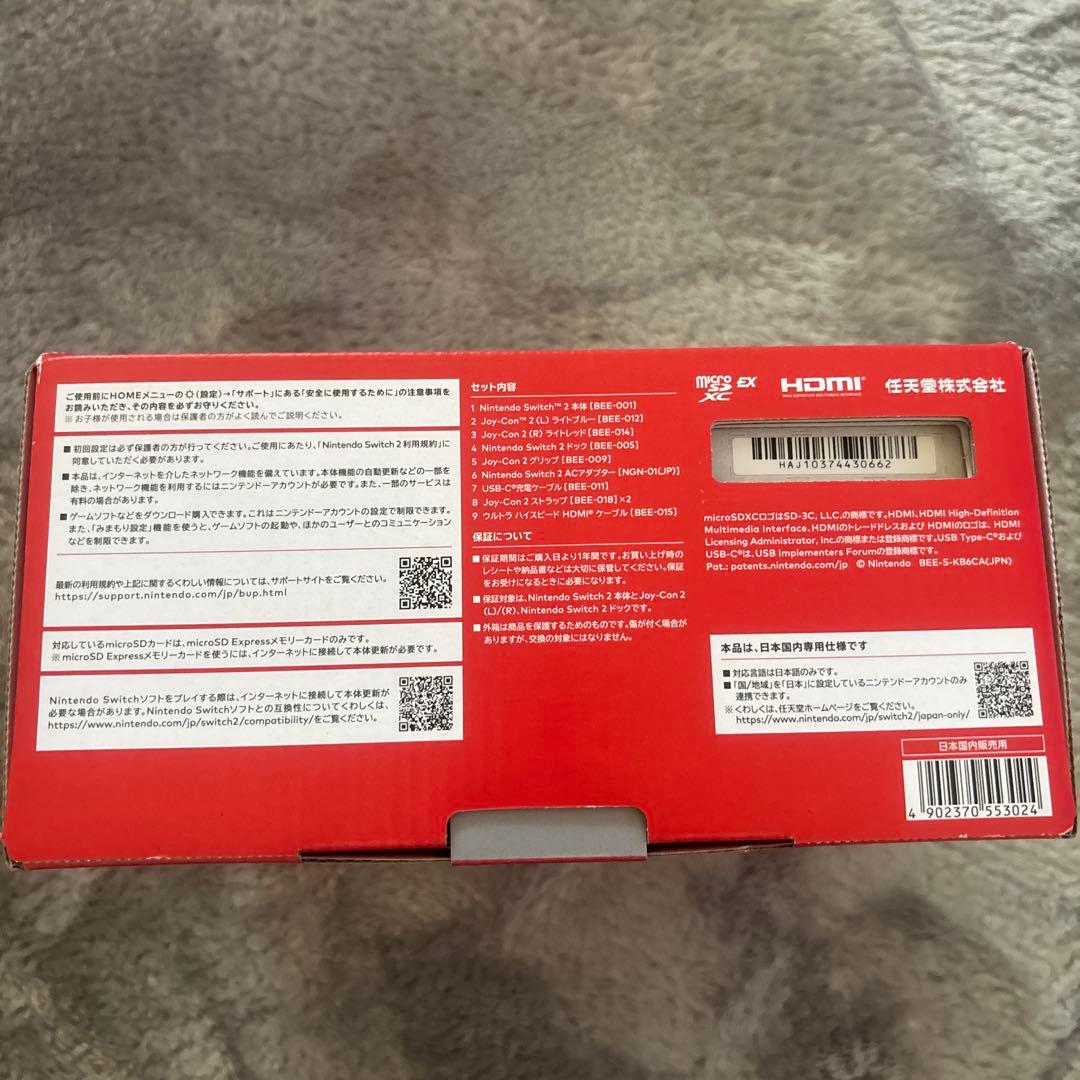 ご使用前にHOMEメニューの(設定)→「サポート」にある「安全に使用するために」の注意事項を
お読みいただき、その内容を必ずお守りください。
※お子様が使用される場合は保護者の方がよく読んでご説明ください。
■初回設定は必ず保護者の方が行ってください。ご使用にあたり、「Nintendo Switch 2 利用規約」に
同意していただく必要があります。
■本品は、インターネットを介したネットワーク機能を備えています。本体機能の自動更新などの一部を
除き、ネットワーク機能を利用するにはニンテンドーアカウントが必要です。また、一部のサービスは
有料の場合があります。
■ゲームソフトなどをダウンロード購入できます。これはニンテンドーアカウントの設定で制限できます。
また、「みまもり設定」機能を使うと、ゲームソフトの起動や、ほかのユーザーとのコミュニケーション
などを制限できます。
最新の利用規約や上記に関するくわしい情報については、サポートサイトをご覧ください。
https://support.nintendo.com/jp/bup.html
対応しているmicroSDカードは、microSD Expressメモリーカードのみです。
※microSD Expressメモリーカードを使うには、インターネットに接続して本体更新が必要です。
Nintendo Switchソフトをプレイする際は、インターネットに接続して本体更新が
必要な場合があります。Nintendo Switchソフトとの互換性についてくわしくは、
https://www.nintendo.com/jp/switch2/compatibility/をご覧ください。
セット内容
1 Nintendo Switch™ 2 本体 [BEE-001]
2 Joy-Con™ 2 (L) ライトブルー [BEE-012]
3 Joy-Con 2 (R) ライトレッド [BEE-014]
4 Nintendo Switch 2 ドック [BEE-005]
5 Joy-Con 2 グリップ [BEE-009]
6 Nintendo Switch 2 ACアダプター [NGN-01(JP)]
7 USB-C®充電ケーブル [BEE-011]
8 Joy-Con 2 ストラップ [BEE-018]×2
9 ウルトラ ハイスピード HDMI® ケーブル [BEE-015]
保証について
■保証期間はご購入日より1年間です。お買い上げ時の
レシートや納品書などは大切に保管してください。保証
をお受けになるときに必要になります。
■保証対象は、Nintendo Switch 2 本体とJoy-Con 2
(L)/(R)、Nintendo Switch 2 ドックです。
■外箱は商品を保護するためのものです。傷が付く場合が
ありますが、交換の対象にはなりません。
micro SD XC EX HDMI® 任天堂株式会社
HIGH-DEFINITION MULTIMEDIA INTERFACE
HAJ10374430662
microSDXCロゴはSD-3C, LLC.の商標です。HDMI、HDMI High-Definition
Multimedia Interface、HDMIのトレードドレスおよび HDMIのロゴは、HDMI
Licensing Administrator, Inc.の商標または登録商標です。USB Type-C®および
USB-C®は、USB Implementers Forumの登録商標です。
Pat.: patents.nintendo.com/jp © Nintendo BEE-S-KB6CA(JPN)
本品は、日本国内専用仕様です
■対応言語は日本語のみです。
■「国/地域」を「日本」に設定しているニンテンドーアカウントのみ
連携できます。
※くわしくは、任天堂ホームページをご覧ください。
https://www.nintendo.com/jp/switch2/japan-only/
日本国内販売用
4 902370 553024